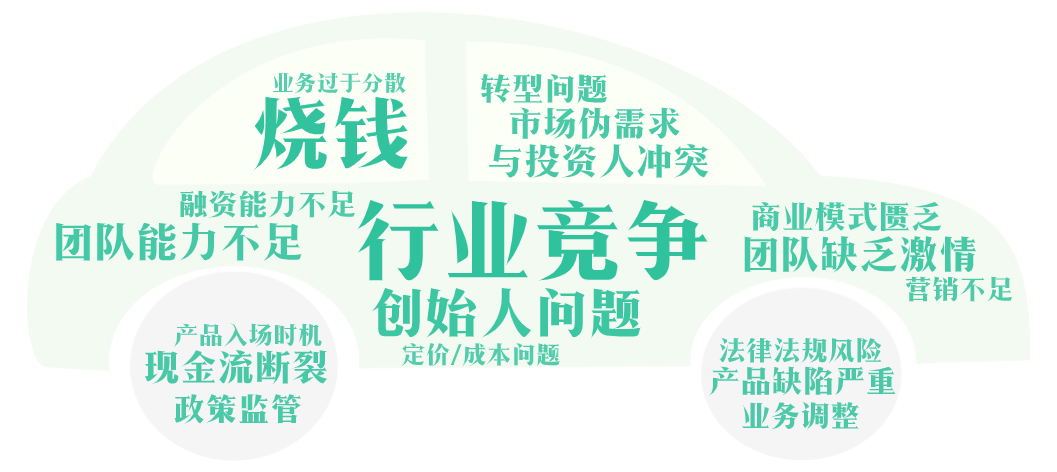 业务过于分散
烧钱
转型问题
市场伪需求
与投资人冲突
融资能力不足
团队能力不足
行业竞争
创始人问题
定价/成本问题
商业模式匮乏
团队缺乏激情
营销不足
产品入场时机
现金流断裂
政策监管
法律法规风险
产品缺陷严重
业务调整